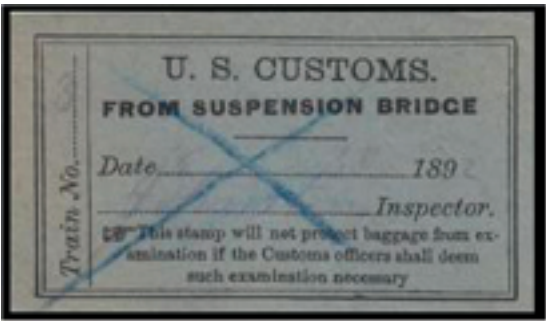 U. S. CUSTOMS.
FROM SUSPENSION BRIDGE
Date 189
Inspector.
☞ This stamp will not protect baggage from ex-
amination if the Customs officers shall deem
such examination necessary
Train No.